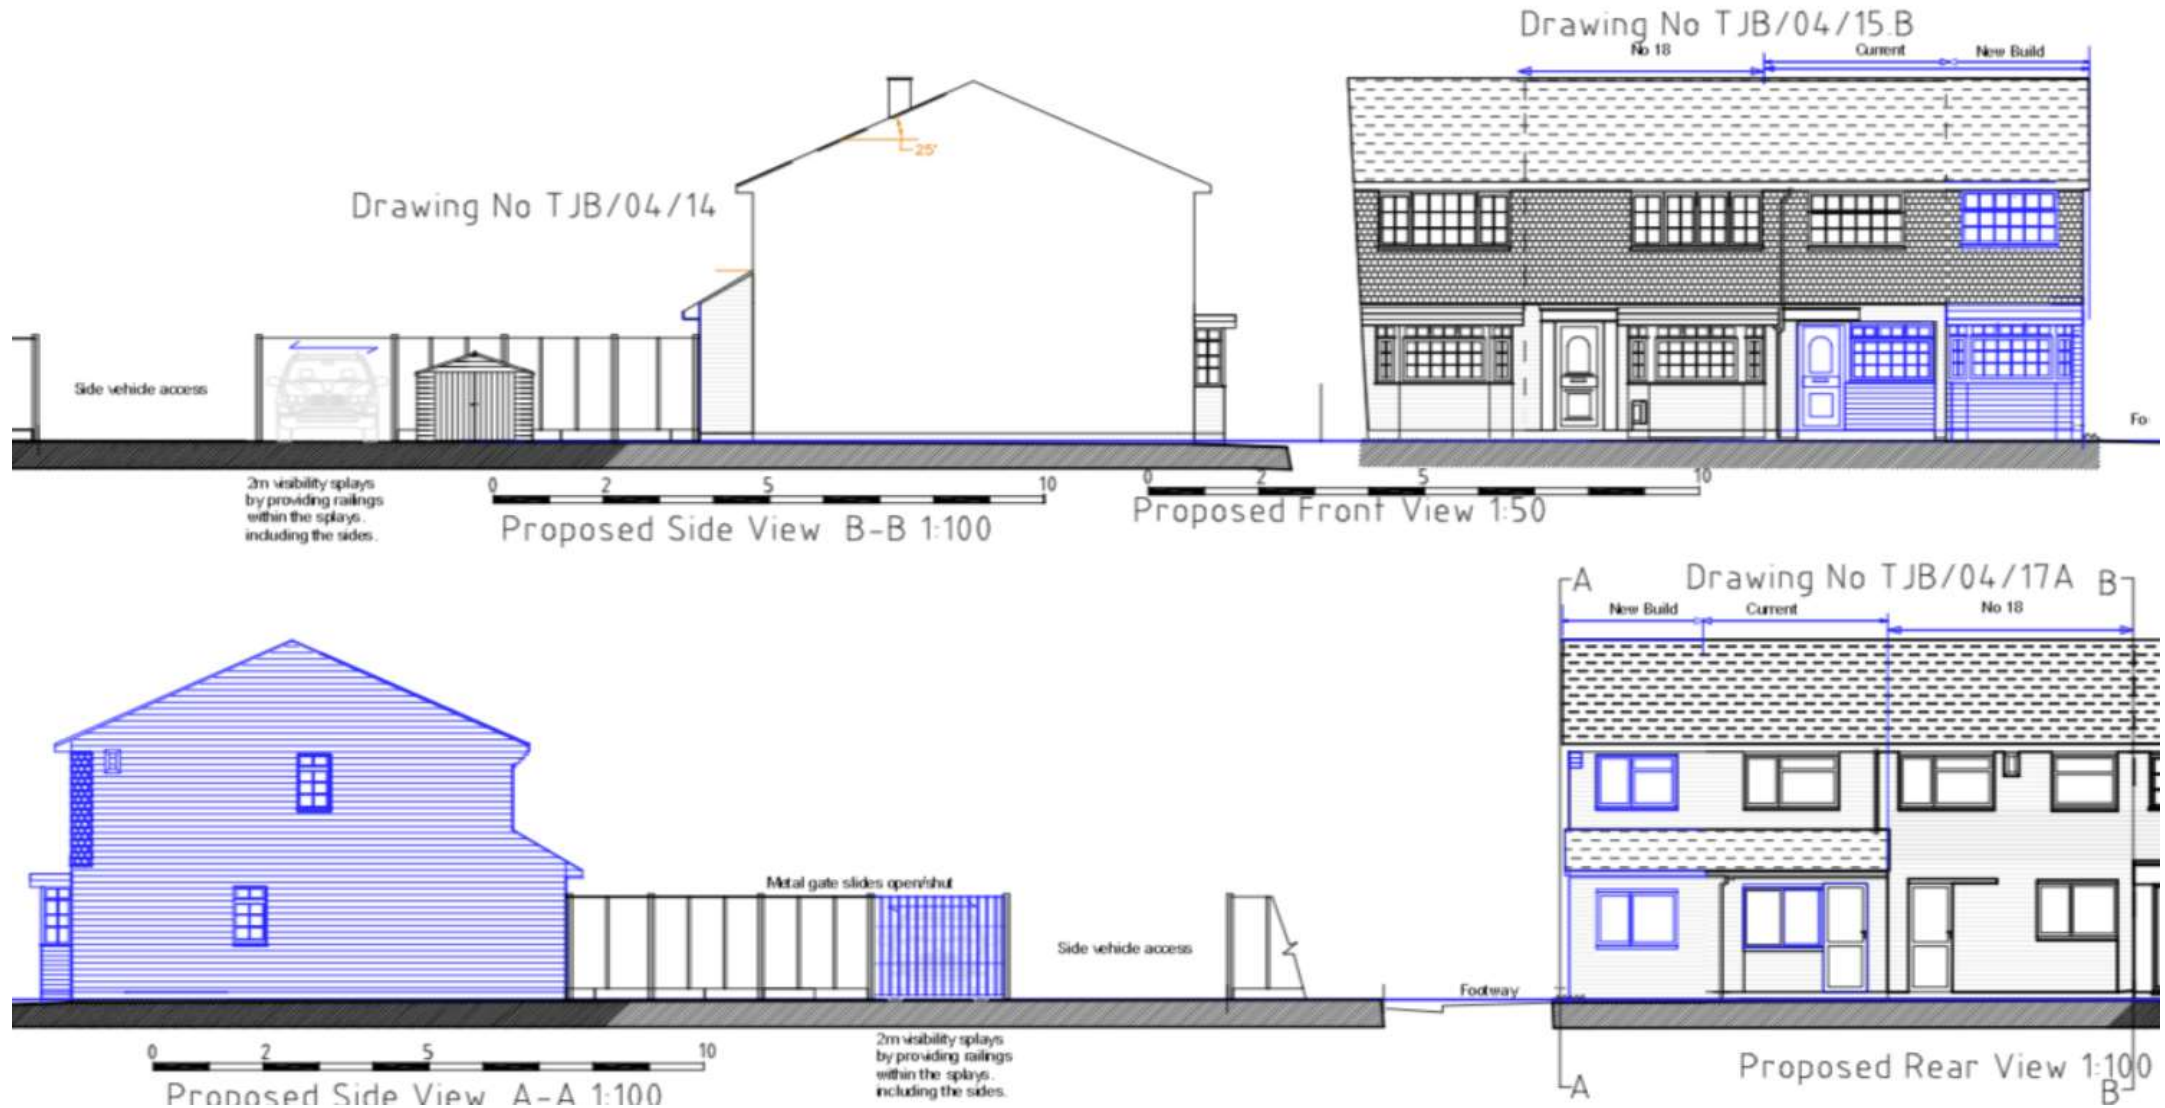 Drawing No TJB/04/15.B
No 18
Current
New Build
25°
Drawing No TJB/04/14
Side vehicle access
Fo
2m visibility splays
by providing railings
within the splays.
including the sides.
0 2 5 10
Proposed Side View B-B 1:100
0 2 5 10
Proposed Front View 1:50
A
Drawing No TJB/04/17A
B
New Build
Current
No 18
Metal gate slides open/shut
Side vehicle access
Footway
2m visibility splays
by providing railings
within the splays.
including the sides.
0 2 5 10
Proposed Side View A-A 1:100
Proposed Rear View 1:100
A
B